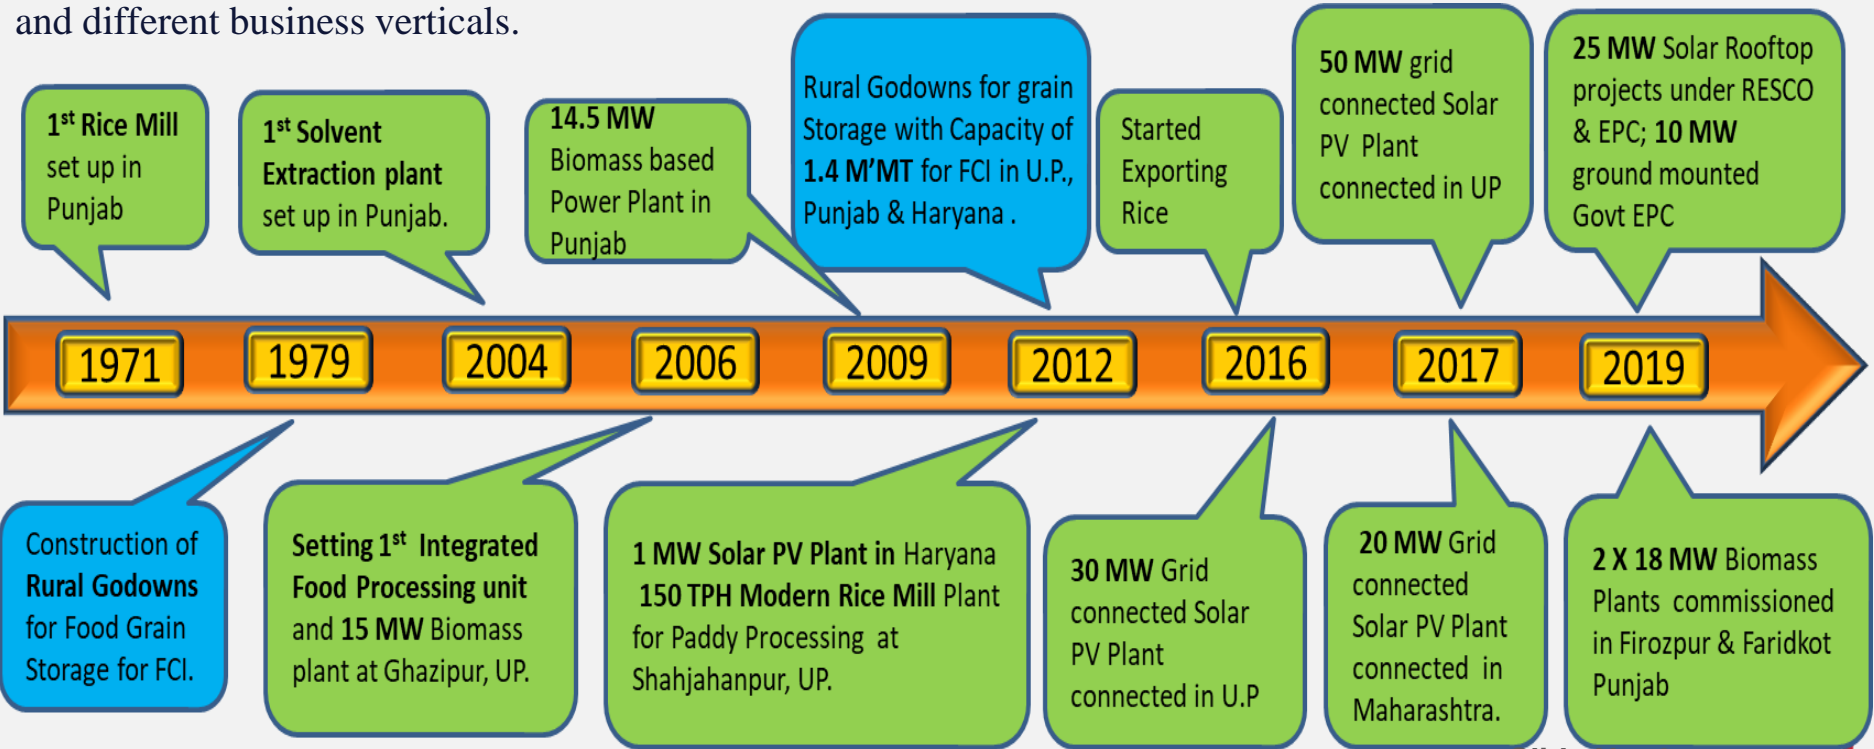 and different business verticals.
1st Rice Mill
set up in
Punjab
1st Solvent
Extraction plant
set up in Punjab.
14.5 MW
Biomass based
Power Plant in
Punjab
Rural Godowns for grain
Storage with Capacity of
1.4 M'MT for FCI in U.P.,
Punjab & Haryana .
Started
Exporting
Rice
50 MW grid
connected Solar
PV Plant
connected in UP
25 MW Solar Rooftop
projects under RESCO
& EPC; 10 MW
ground mounted
Govt EPC
1971
1979
2004
2006
2009
2012
2016
2017
2019
Construction of
Rural Godowns
for Food Grain
Storage for FCI.
Setting 1st Integrated
Food Processing unit
and 15 MW Biomass
plant at Ghazipur, UP.
1 MW Solar PV Plant in Haryana
150 TPH Modern Rice Mill Plant
for Paddy Processing at
Shahjahanpur, UP.
30 MW Grid
connected Solar
PV Plant
connected in U.P
20 MW Grid
connected
Solar PV Plant
connected in
Maharashtra.
2 X 18 MW Biomass
Plants commissioned
in Firozpur & Faridkot
Punjab